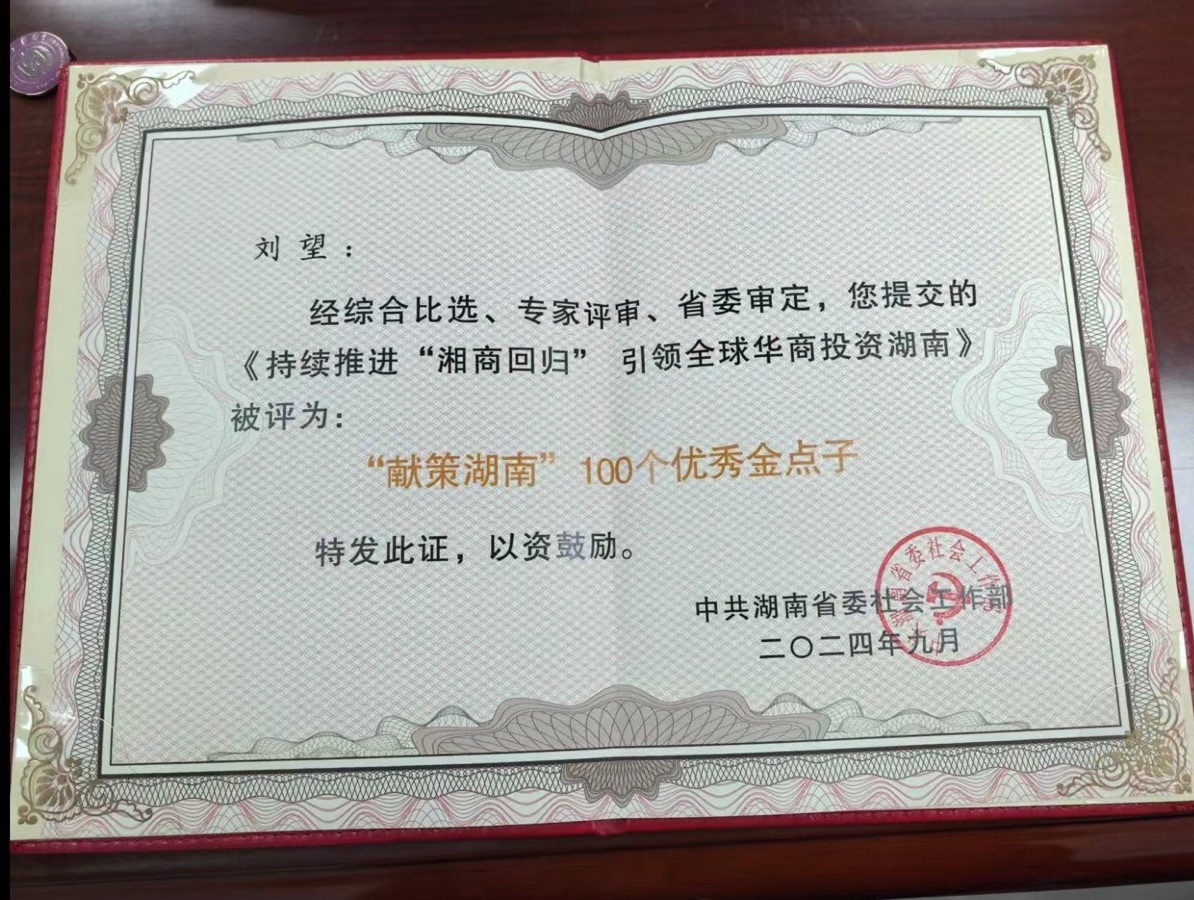 刘望：
经综合比选、专家评审、省委审定，您提交的
《持续推进“湘商回归” 引领全球华商投资湖南》
被评为：
“献策湖南”100个优秀金点子
特发此证，以资鼓励。
中共湖南省委社会工作部
二〇二四年九月